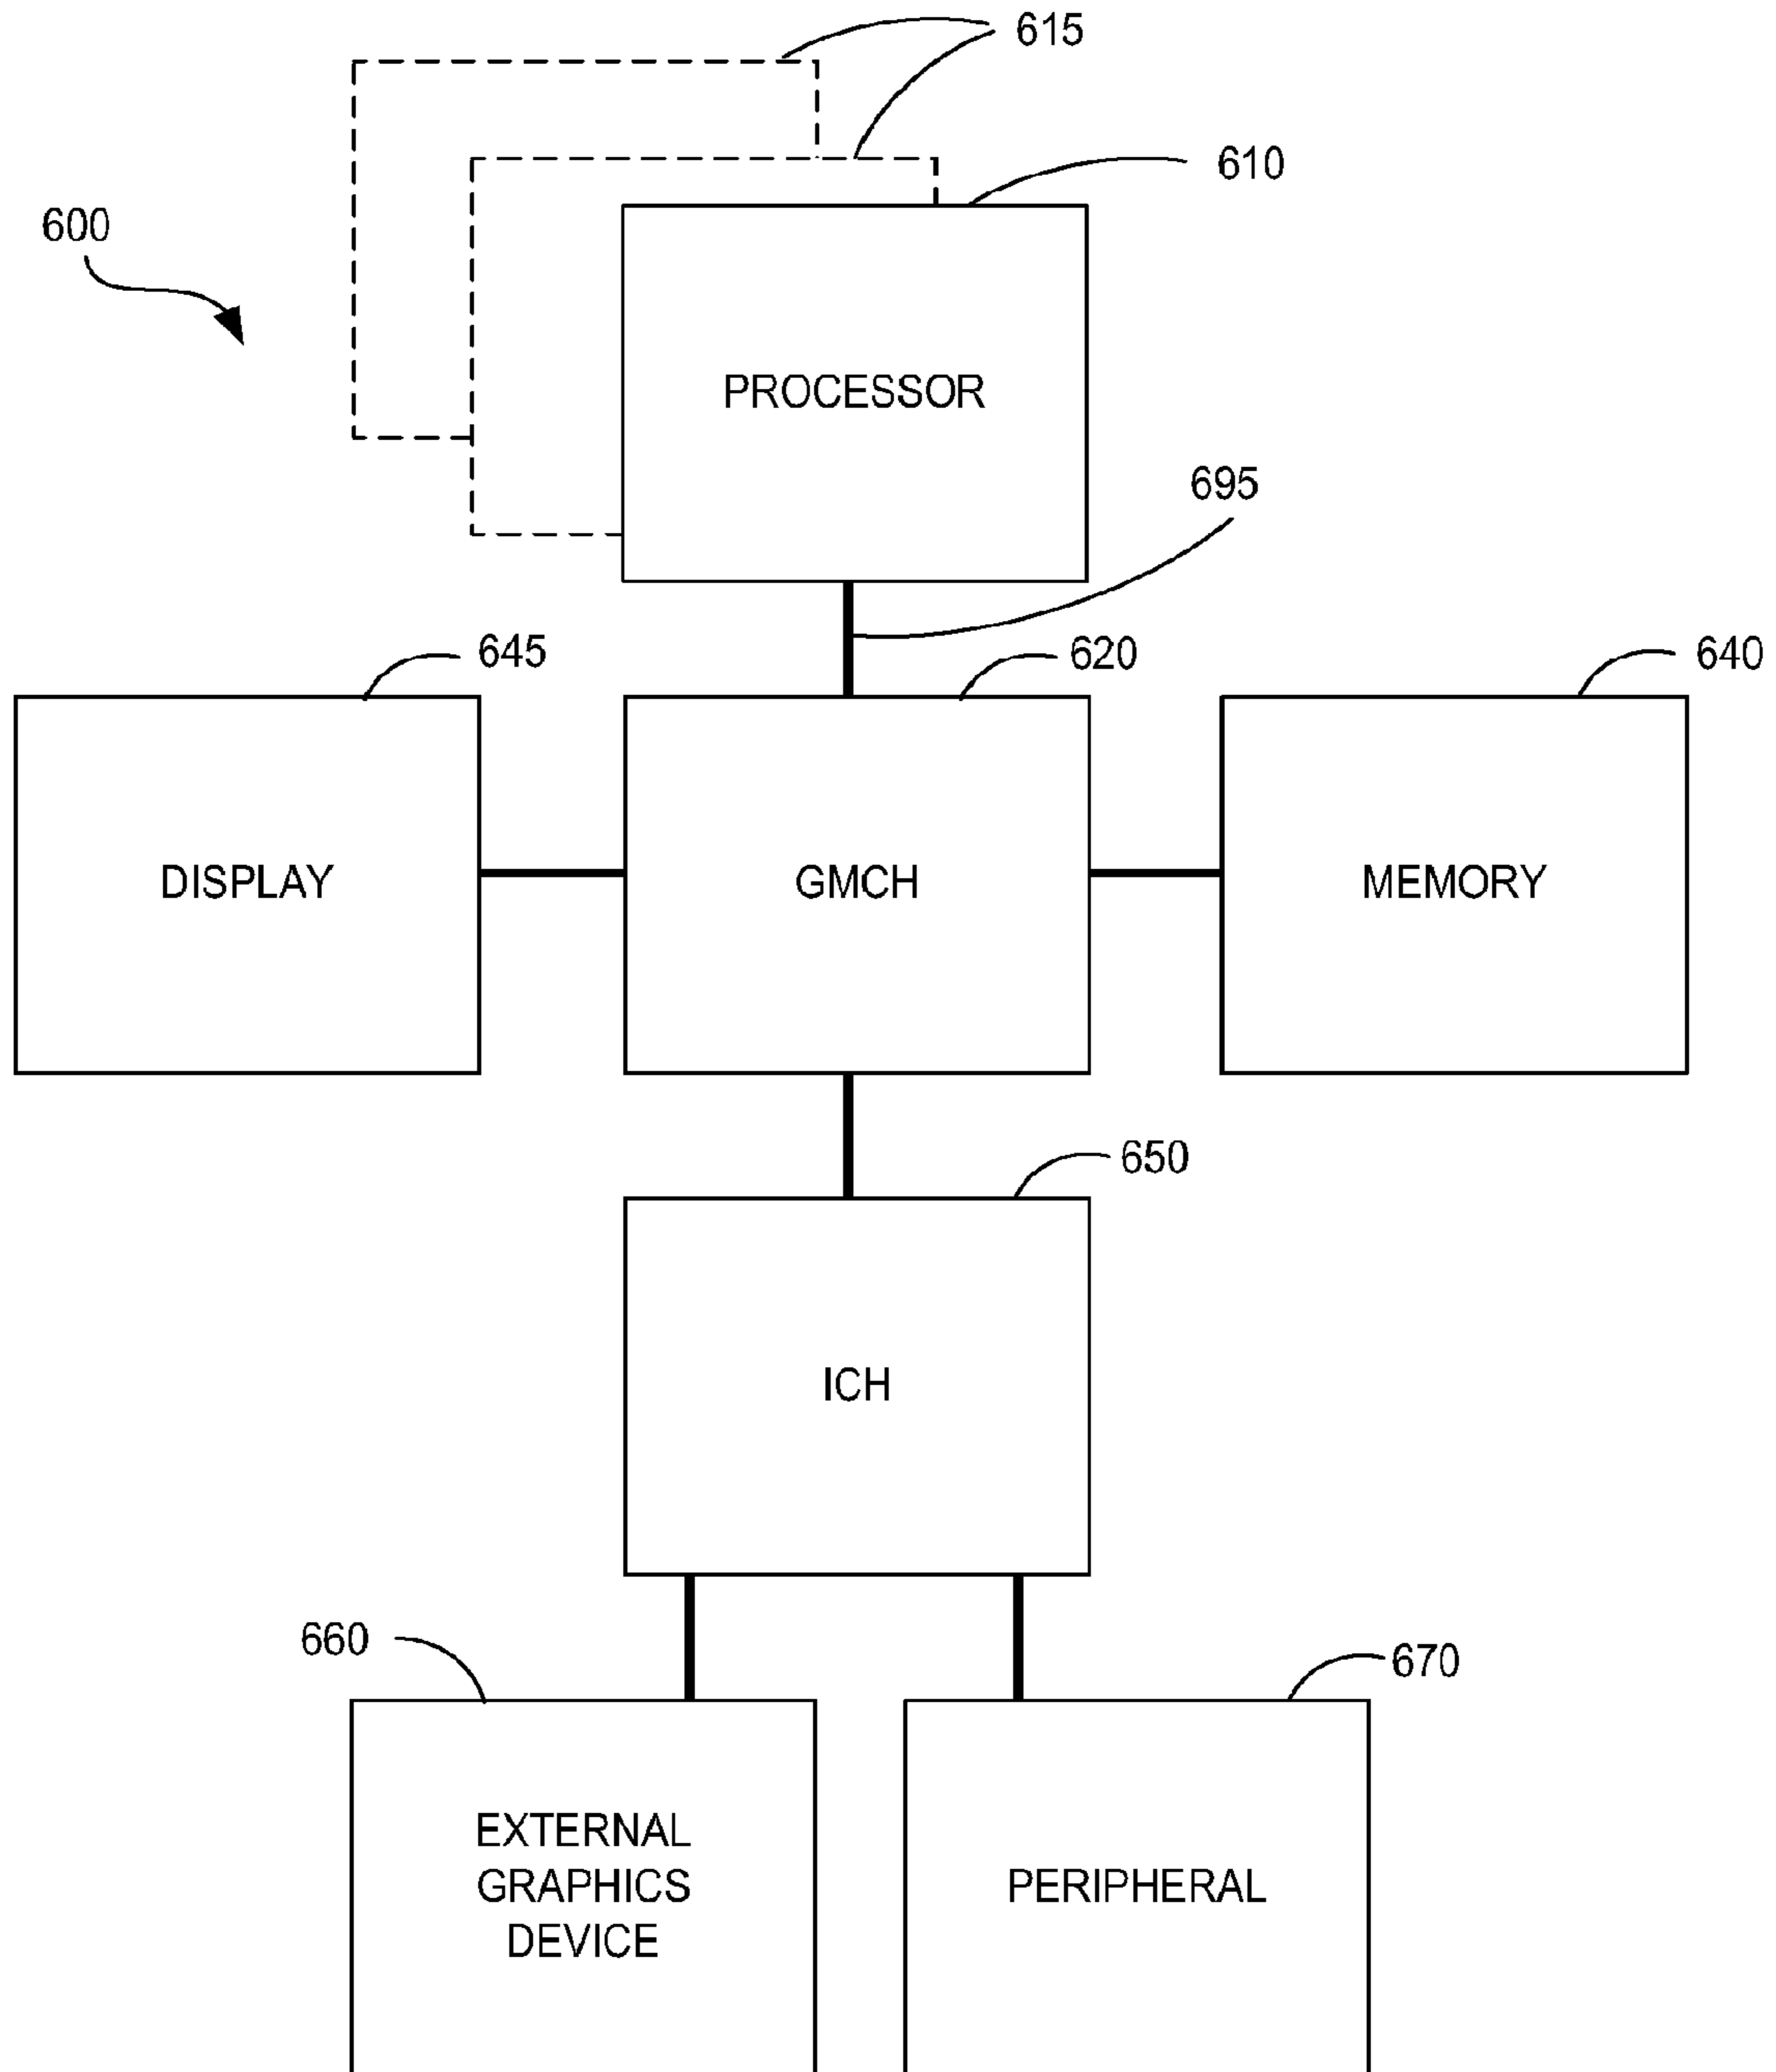 615
610
600
PROCESSOR
695
645
620
640
DISPLAY
GMCH
MEMORY
650
ICH
660
670
EXTERNAL
GRAPHICS
DEVICE
PERIPHERAL